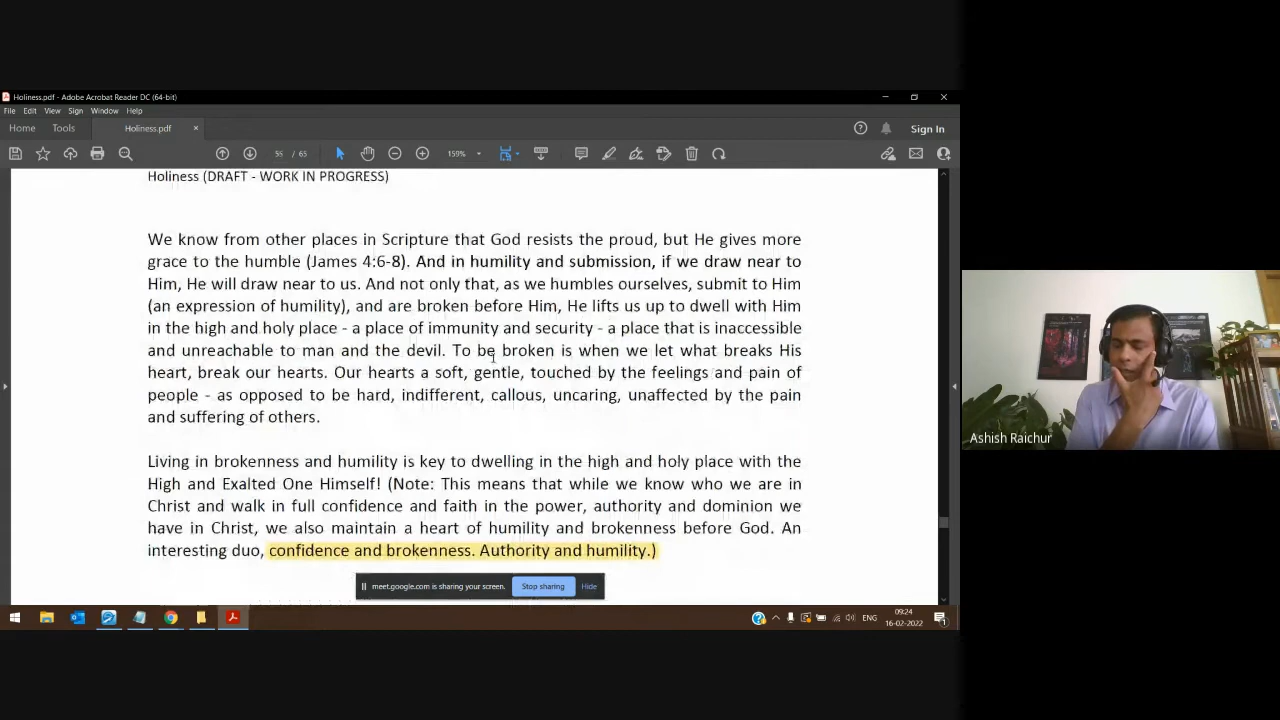 Holiness.pdf - Adobe Acrobat Reader DC (64-bit)
File Edit View Sign Window Help
Home Tools Holiness.pdf × Sign In
55 / 65 159%
Holiness (DRAFT - WORK IN PROGRESS)
We know from other places in Scripture that God resists the proud, but He gives more
grace to the humble (James 4:6-8). And in humility and submission, if we draw near to
Him, He will draw near to us. And not only that, as we humbles ourselves, submit to Him
(an expression of humility), and are broken before Him, He lifts us up to dwell with Him
in the high and holy place - a place of immunity and security - a place that is inaccessible
and unreachable to man and the devil. To be broken is when we let what breaks His
heart, break our hearts. Our hearts a soft, gentle, touched by the feelings and pain of
people - as opposed to be hard, indifferent, callous, uncaring, unaffected by the pain
and suffering of others.
Living in brokenness and humility is key to dwelling in the high and holy place with the
High and Exalted One Himself! (Note: This means that while we know who we are in
Christ and walk in full confidence and faith in the power, authority and dominion we
have in Christ, we also maintain a heart of humility and brokenness before God. An
interesting duo, confidence and brokenness. Authority and humility.)
meet.google.com is sharing your screen. Stop sharing Hide
ENG 09:24
16-02-2022
Ashish Raichur